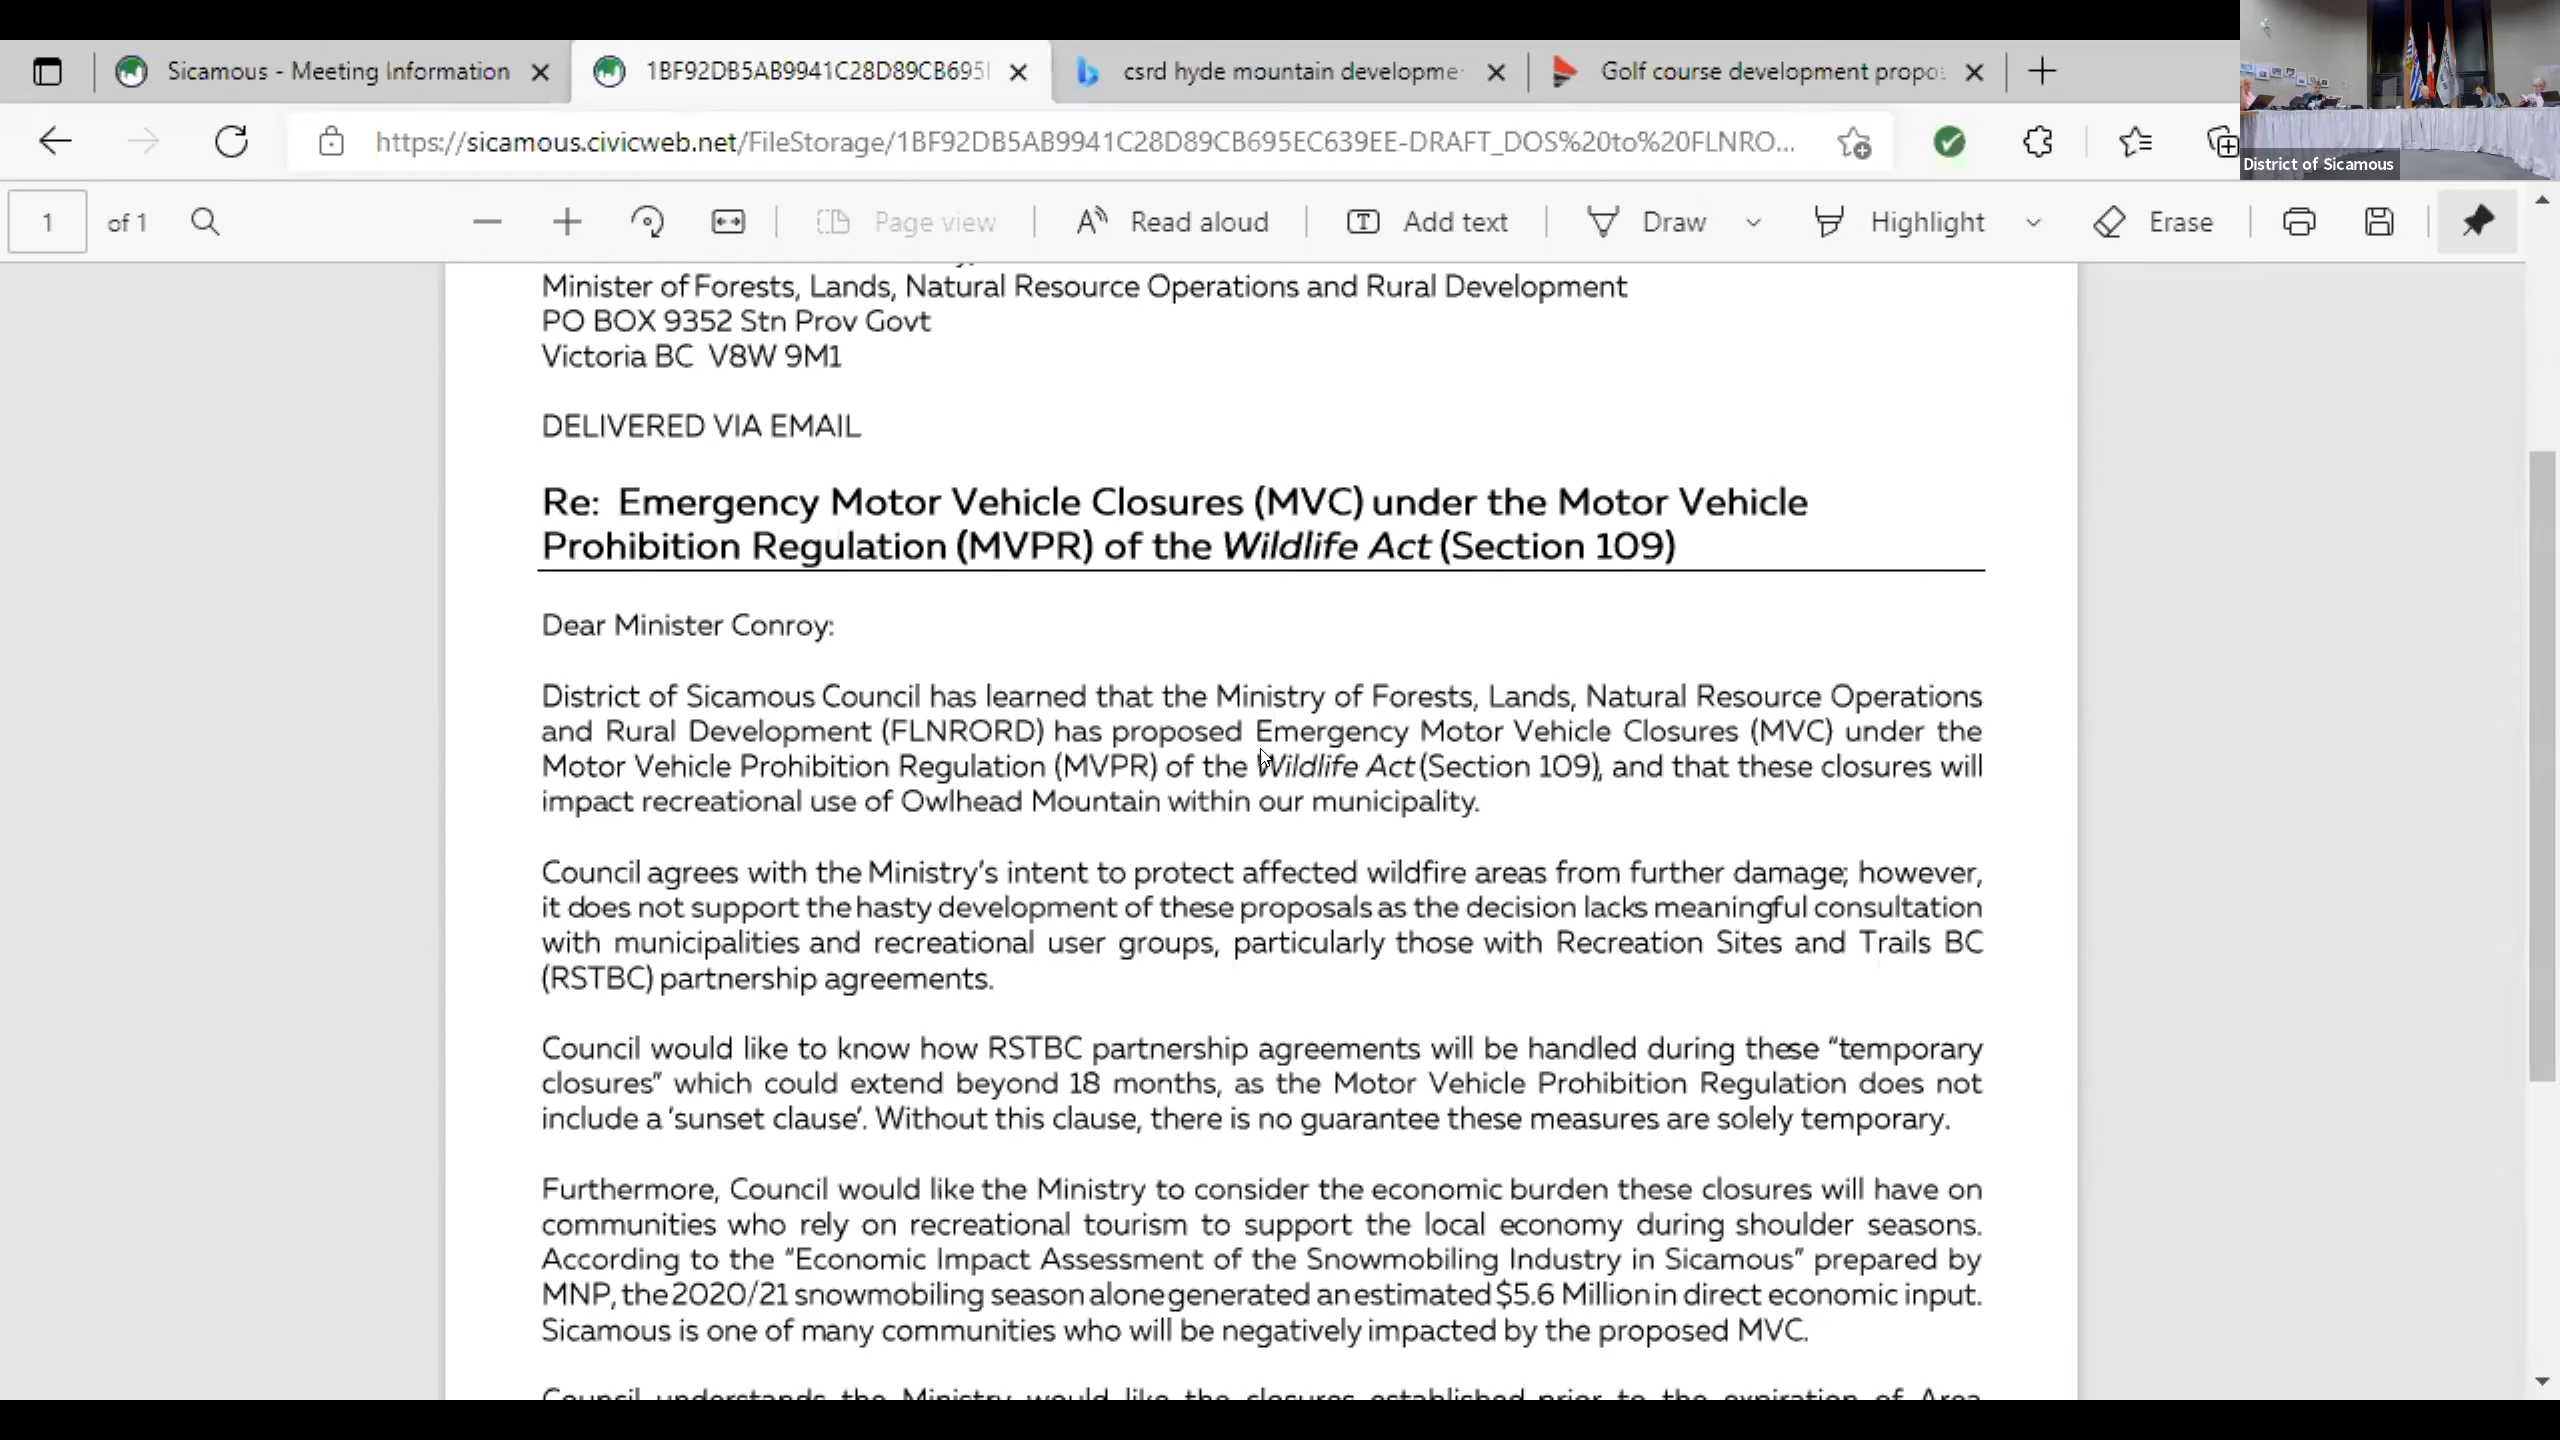 Sicamous - Meeting Information
1BF92DB5AB9941C28D89CB695
csrd hyde mountain developme
Golf course development propo
https://sicamous.civicweb.net/FileStorage/1BF92DB5AB9941C28D89CB695EC639EE-DRAFT_DOS%20to%20FLNRO...
District of Sicamous
1 of 1 Page view Read aloud Add text Draw Highlight Erase
Minister of Forests, Lands, Natural Resource Operations and Rural Development
PO BOX 9352 Stn Prov Govt
Victoria BC V8W 9M1
DELIVERED VIA EMAIL
Re: Emergency Motor Vehicle Closures (MVC) under the Motor Vehicle
Prohibition Regulation (MVPR) of the Wildlife Act (Section 109)
Dear Minister Conroy:
District of Sicamous Council has learned that the Ministry of Forests, Lands, Natural Resource Operations
and Rural Development (FLNRORD) has proposed Emergency Motor Vehicle Closures (MVC) under the
Motor Vehicle Prohibition Regulation (MVPR) of the Wildlife Act (Section 109), and that these closures will
impact recreational use of Owlhead Mountain within our municipality.
Council agrees with the Ministry's intent to protect affected wildfire areas from further damage; however,
it does not support the hasty development of these proposals as the decision lacks meaningful consultation
with municipalities and recreational user groups, particularly those with Recreation Sites and Trails BC
(RSTBC) partnership agreements.
Council would like to know how RSTBC partnership agreements will be handled during these “temporary
closures” which could extend beyond 18 months, as the Motor Vehicle Prohibition Regulation does not
include a ‘sunset clause’. Without this clause, there is no guarantee these measures are solely temporary.
Furthermore, Council would like the Ministry to consider the economic burden these closures will have on
communities who rely on recreational tourism to support the local economy during shoulder seasons.
According to the “Economic Impact Assessment of the Snowmobiling Industry in Sicamous” prepared by
MNP, the 2020/21 snowmobiling season alone generated an estimated $5.6 Million in direct economic input.
Sicamous is one of many communities who will be negatively impacted by the proposed MVC.
Council understands the Ministry would like the closures established prior to the expiration of Area